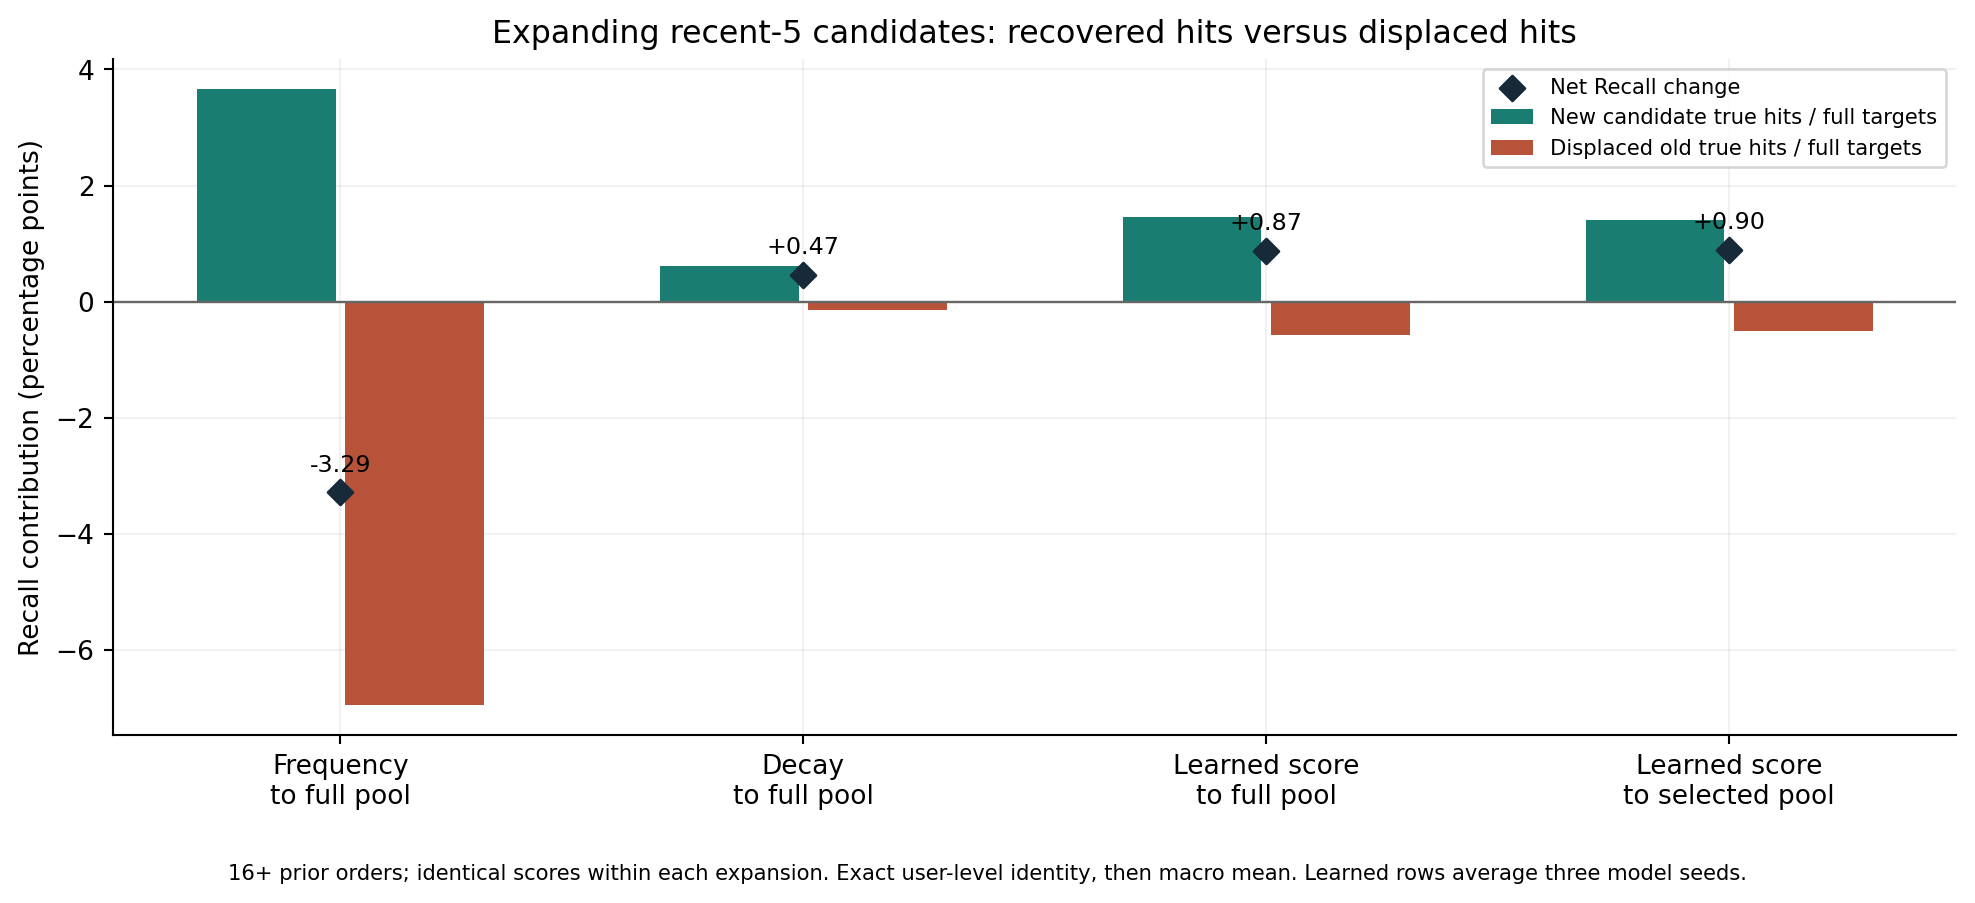 Expanding recent-5 candidates: recovered hits versus displaced hits
Net Recall change
New candidate true hits / full targets
Displaced old true hits / full targets
Recall contribution (percentage points)
4
2
0
−2
−4
−6
-3.29
+0.47
+0.87
+0.90
Frequency
to full pool
Decay
to full pool
Learned score
to full pool
Learned score
to selected pool
16+ prior orders; identical scores within each expansion. Exact user-level identity, then macro mean. Learned rows average three model seeds.